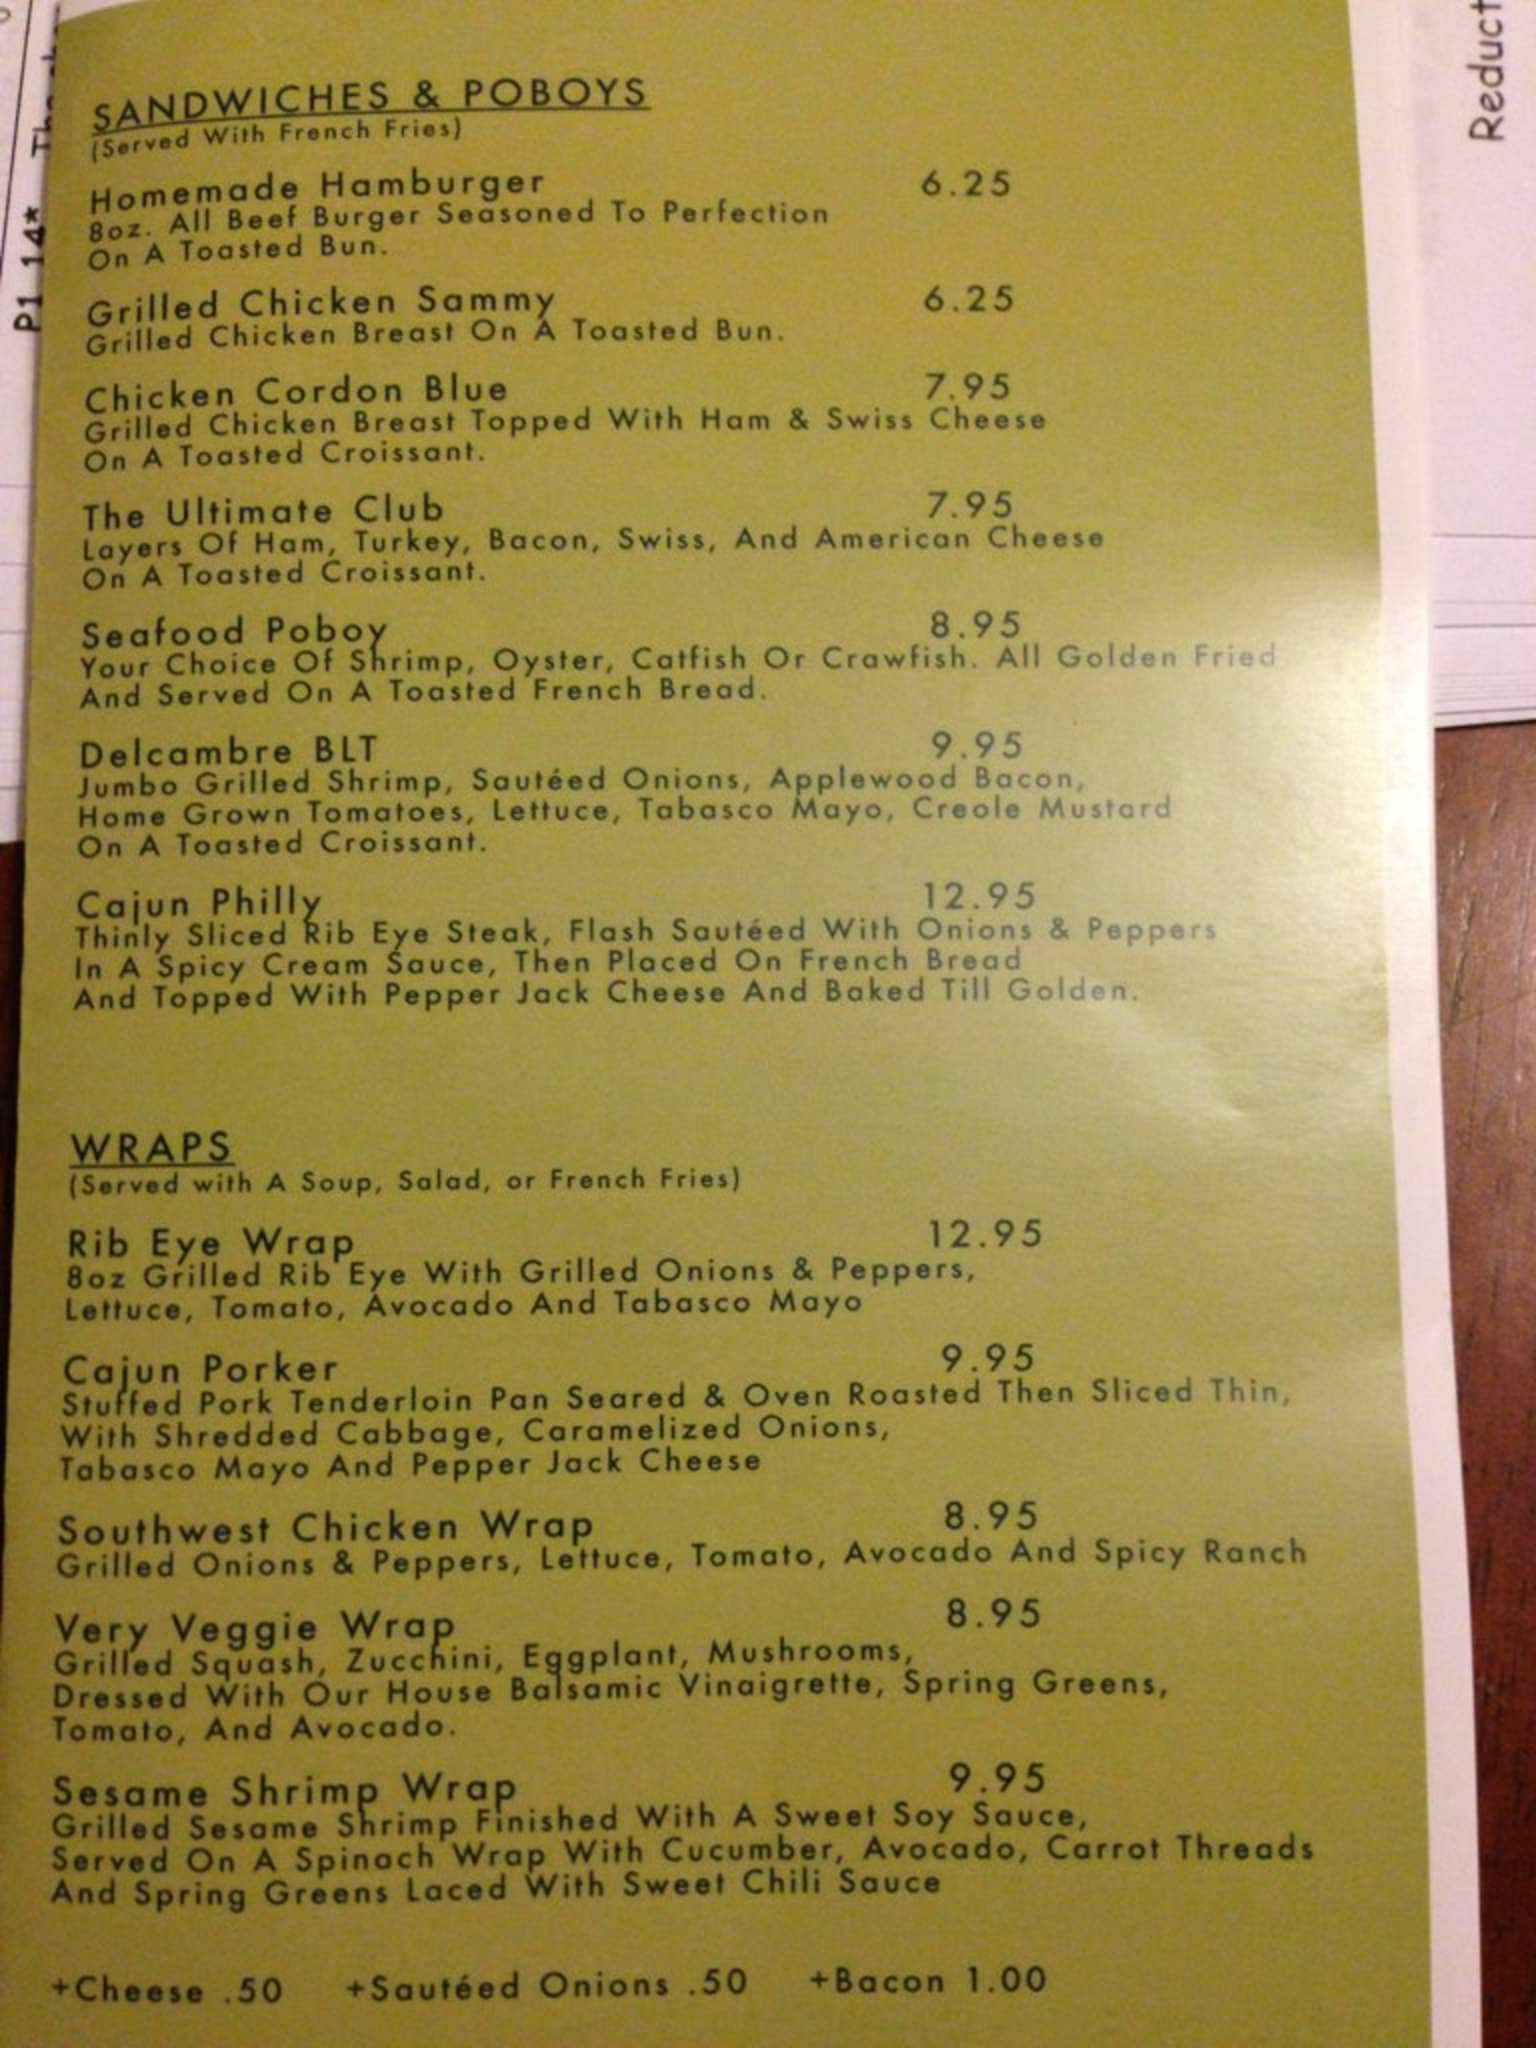 SANDWICHES & POBOYS
(Served With French Fries)
Homemade Hamburger 6.25
8oz. All Beef Burger Seasoned To Perfection
On A Toasted Bun.
Grilled Chicken Sammy 6.25
Grilled Chicken Breast On A Toasted Bun.
Chicken Cordon Blue 7.95
Grilled Chicken Breast Topped With Ham & Swiss Cheese
On A Toasted Croissant.
The Ultimate Club 7.95
Layers Of Ham, Turkey, Bacon, Swiss, And American Cheese
On A Toasted Croissant.
Seafood Poboy 8.95
Your Choice Of Shrimp, Oyster, Catfish Or Crawfish. All Golden Fried
And Served On A Toasted French Bread.
Delcambre BLT 9.95
Jumbo Grilled Shrimp, Sautéed Onions, Applewood Bacon,
Home Grown Tomatoes, Lettuce, Tabasco Mayo, Creole Mustard
On A Toasted Croissant.
Cajun Philly 12.95
Thinly Sliced Rib Eye Steak, Flash Sautéed With Onions & Peppers
In A Spicy Cream Sauce, Then Placed On French Bread
And Topped With Pepper Jack Cheese And Baked Till Golden.
WRAPS
(Served with A Soup, Salad, or French Fries)
Rib Eye Wrap 12.95
8oz Grilled Rib Eye With Grilled Onions & Peppers,
Lettuce, Tomato, Avocado And Tabasco Mayo
Cajun Porker 9.95
Stuffed Pork Tenderloin Pan Seared & Oven Roasted Then Sliced Thin,
With Shredded Cabbage, Caramelized Onions,
Tabasco Mayo And Pepper Jack Cheese
Southwest Chicken Wrap 8.95
Grilled Onions & Peppers, Lettuce, Tomato, Avocado And Spicy Ranch
Very Veggie Wrap 8.95
Grilled Squash, Zucchini, Eggplant, Mushrooms,
Dressed With Our House Balsamic Vinaigrette, Spring Greens,
Tomato, And Avocado.
Sesame Shrimp Wrap 9.95
Grilled Sesame Shrimp Finished With A Sweet Soy Sauce,
Served On A Spinach Wrap With Cucumber, Avocado, Carrot Threads
And Spring Greens Laced With Sweet Chili Sauce
+Cheese .50 +Sautéed Onions .50 +Bacon 1.00
P1 14*
Reduct